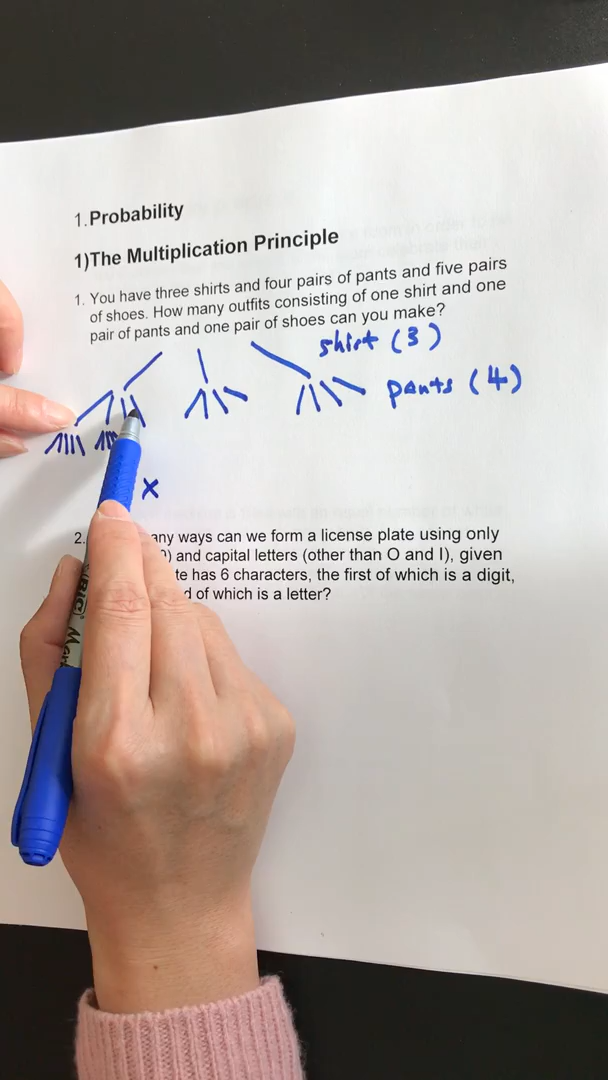 1. Probability
1)The Multiplication Principle
1. You have three shirts and four pairs of pants and five pairs
of shoes. How many outfits consisting of one shirt and one
pair of pants and one pair of shoes can you make?
shirt (3)
pants (4)
x
2. any ways can we form a license plate using only
) and capital letters (other than O and I), given
te has 6 characters, the first of which is a digit,
d of which is a letter?
BIC